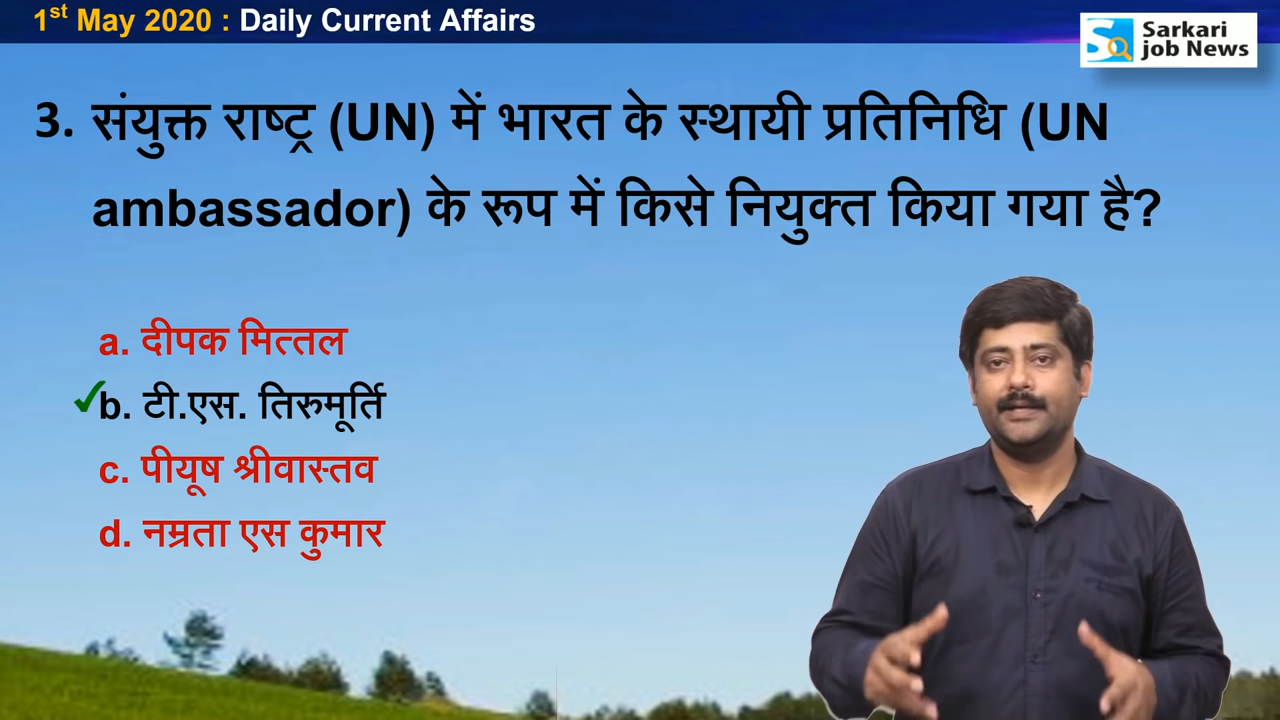 1st May 2020 : Daily Current Affairs
Sarkari
job News
3. संयुक्त राष्ट्र (UN) में भारत के स्थायी प्रतिनिधि (UN
ambassador) के रूप में किसे नियुक्त किया गया है?
a. दीपक मित्तल
✓b. टी.एस. तिरुमूर्ति
c. पीयूष श्रीवास्तव
d. नम्रता एस कुमार